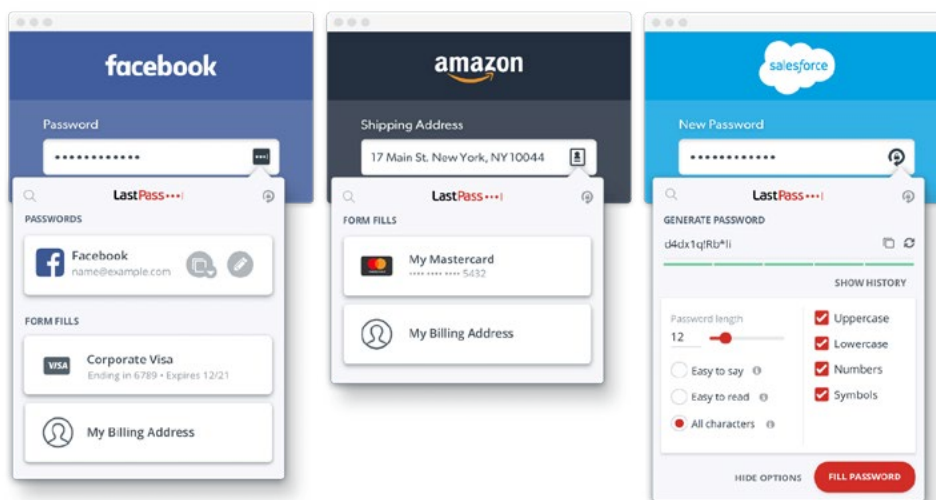 facebook
Password
LastPass
PASSWORDS
Facebook
name@example.com
FORM FILLS
VISA
Corporate Visa
Ending in 6789 • Expires 12/21
My Billing Address
amazon
Shipping Address
17 Main St. New York, NY 10044
LastPass
FORM FILLS
My Mastercard
•••• •••• •••• 5432
My Billing Address
salesforce
New Password
LastPass
GENERATE PASSWORD
d4dx1q!Rb*li
SHOW HISTORY
Password length
12
Easy to say
Easy to read
All characters
Uppercase
Lowercase
Numbers
Symbols
HIDE OPTIONS
FILL PASSWORD